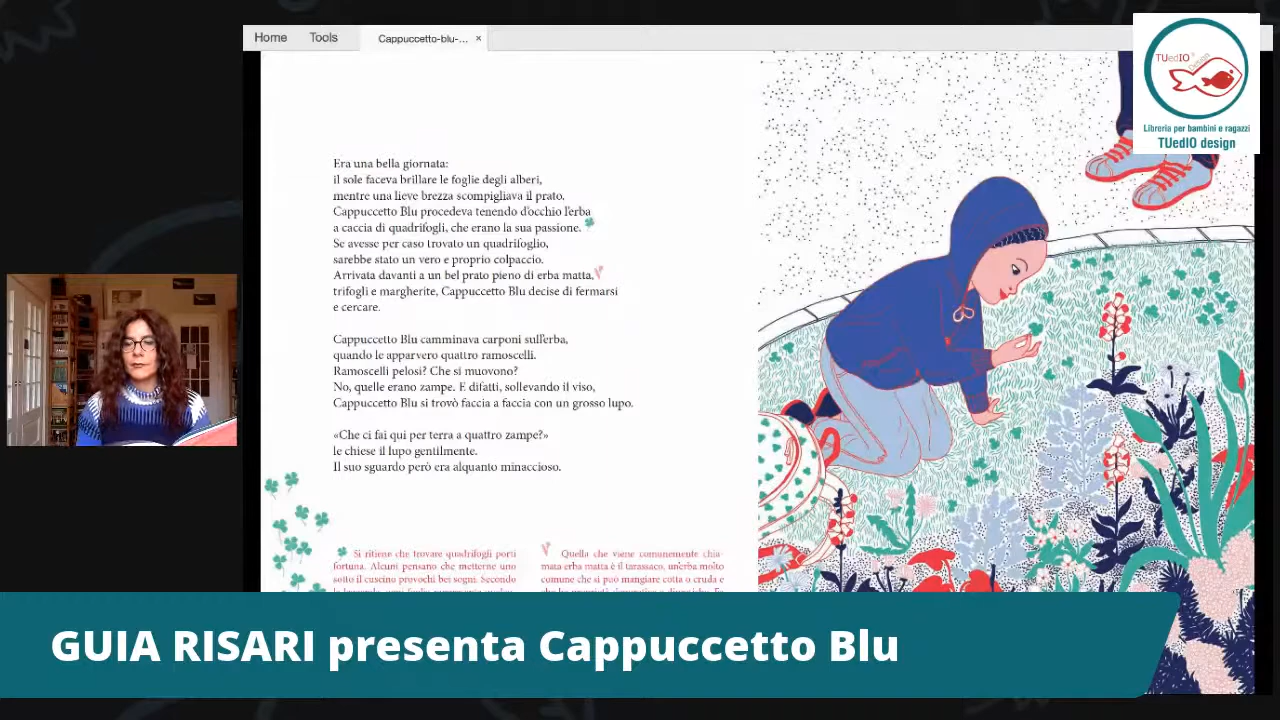 Home
Tools
Cappuccetto-blu-... ×
TUedIO
Design
Libreria per bambini e ragazzi
TUedIO design
Era una bella giornata:
il sole faceva brillare le foglie degli alberi,
mentre una lieve brezza scompigliava il prato.
Cappuccetto Blu procedeva tenendo d'occhio l'erba
a caccia di quadrifogli, che erano la sua passione.
Se avesse per caso trovato un quadrifoglio,
sarebbe stato un vero e proprio colpaccio.
Arrivata davanti a un bel prato pieno di erba matta,
trifogli e margherite, Cappuccetto Blu decise di fermarsi
e cercare.
Cappuccetto Blu camminava carponi sull'erba,
quando le apparvero quattro ramoscelli.
Ramoscelli pelosi? Che si muovono?
No, quelle erano zampe. E difatti, sollevando il viso,
Cappuccetto Blu si trovò faccia a faccia con un grosso lupo.
«Che ci fai qui per terra a quattro zampe?»
le chiese il lupo gentilmente.
Il suo sguardo però era alquanto minaccioso.
Si ritiene che trovare quadrifogli porti
fortuna. Alcuni pensano che metterne uno
sotto il cuscino provochi bei sogni. Secondo
Quella che viene comunemente chia-
mata erba matta è il tarassaco, un'erba molto
comune che si può mangiare cotta o cruda e
GUIA RISARI presenta Cappuccetto Blu